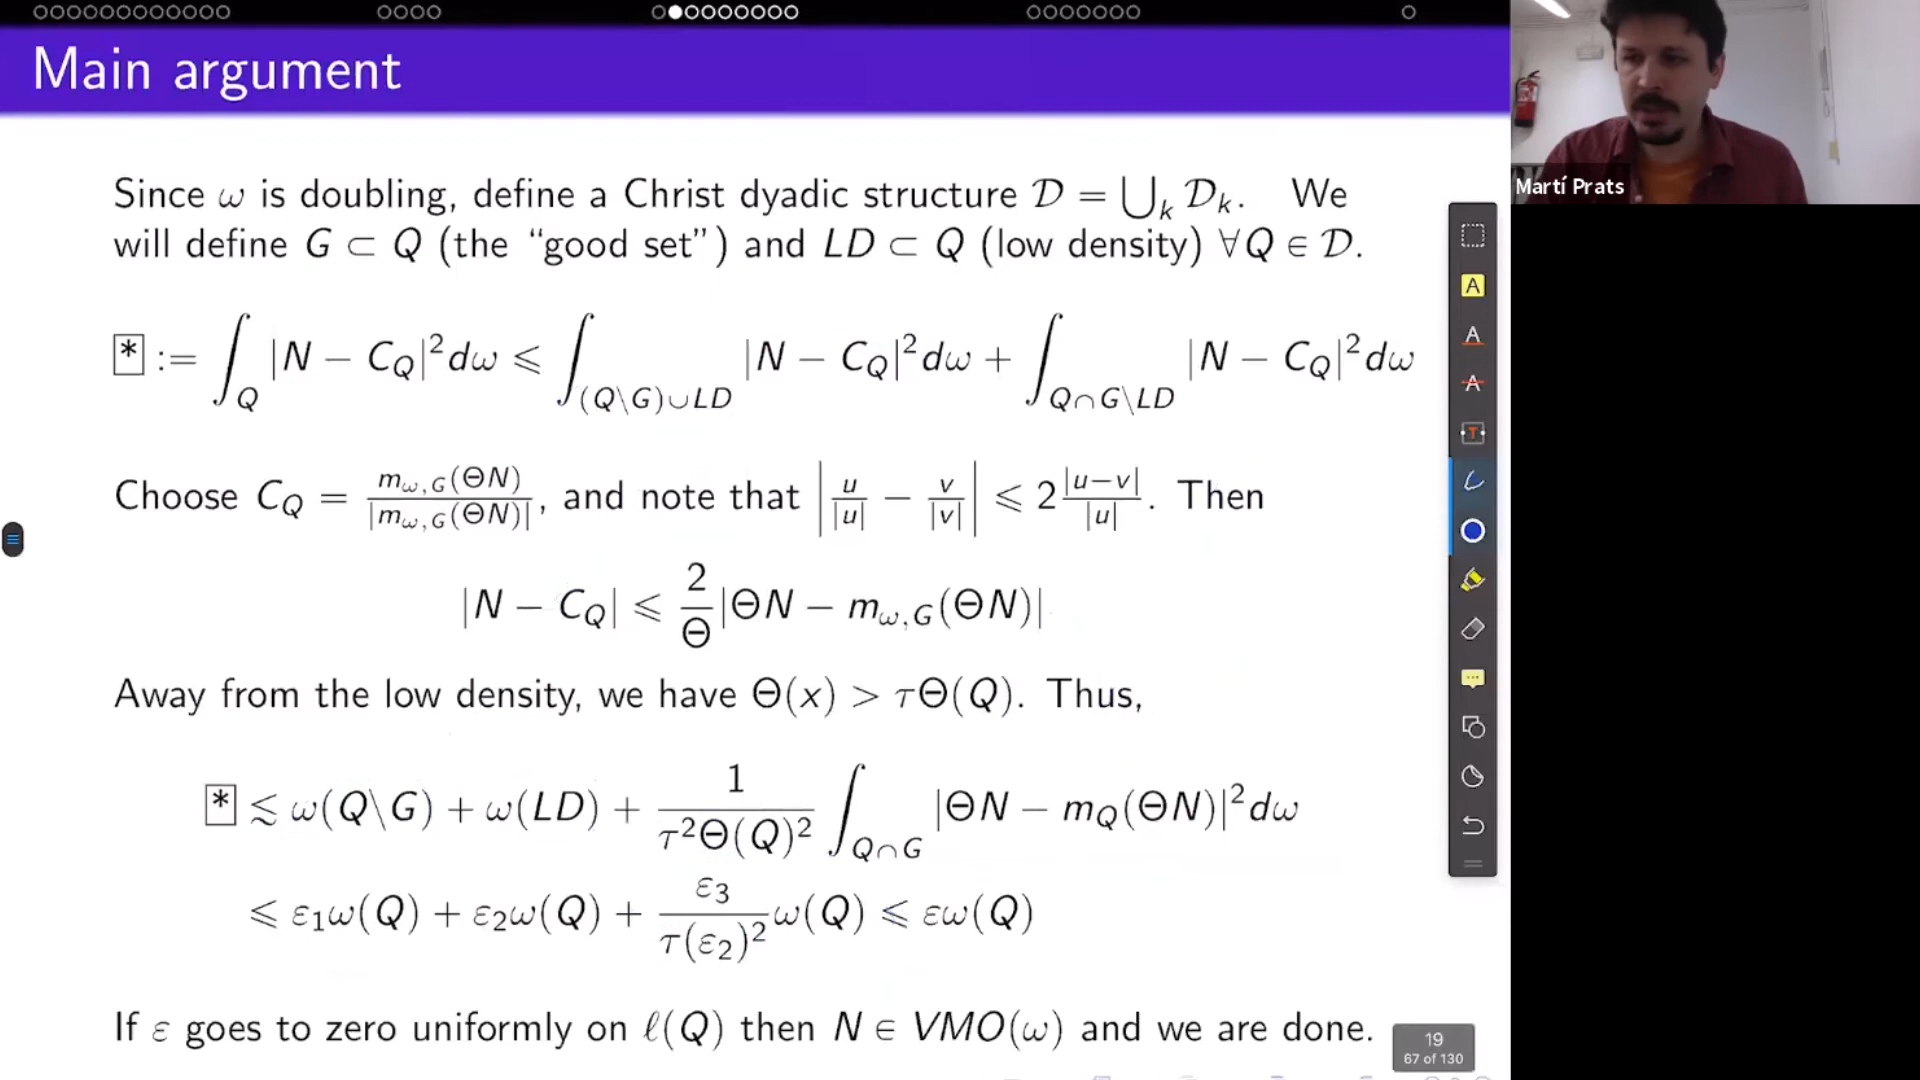 Main argument
Since ω is doubling, define a Christ dyadic structure 𝒟 = ⋃ₖ 𝒟ₖ. We
will define G ⊂ Q (the “good set”) and LD ⊂ Q (low density) ∀Q ∈ 𝒟.
[*] := ∫_Q |N − C_Q|² dω ⩽ ∫_{(Q\G)∪LD} |N − C_Q|² dω + ∫_{Q∩G\LD} |N − C_Q|² dω
Choose C_Q = m_{ω,G}(ΘN) / |m_{ω,G}(ΘN)|, and note that |u/|u| − v/|v|| ⩽ 2 |u−v|/|u|. Then
|N − C_Q| ⩽ 2/Θ |ΘN − m_{ω,G}(ΘN)|
Away from the low density, we have Θ(x) > τΘ(Q). Thus,
[*] ≲ ω(Q\G) + ω(LD) + 1/(τ²Θ(Q)²) ∫_{Q∩G} |ΘN − m_Q(ΘN)|² dω
⩽ ε₁ω(Q) + ε₂ω(Q) + ε₃/τ(ε₂)² ω(Q) ⩽ εω(Q)
If ε goes to zero uniformly on ℓ(Q) then N ∈ VMO(ω) and we are done.
19
67 of 130
Martí Prats
A
A
A
T